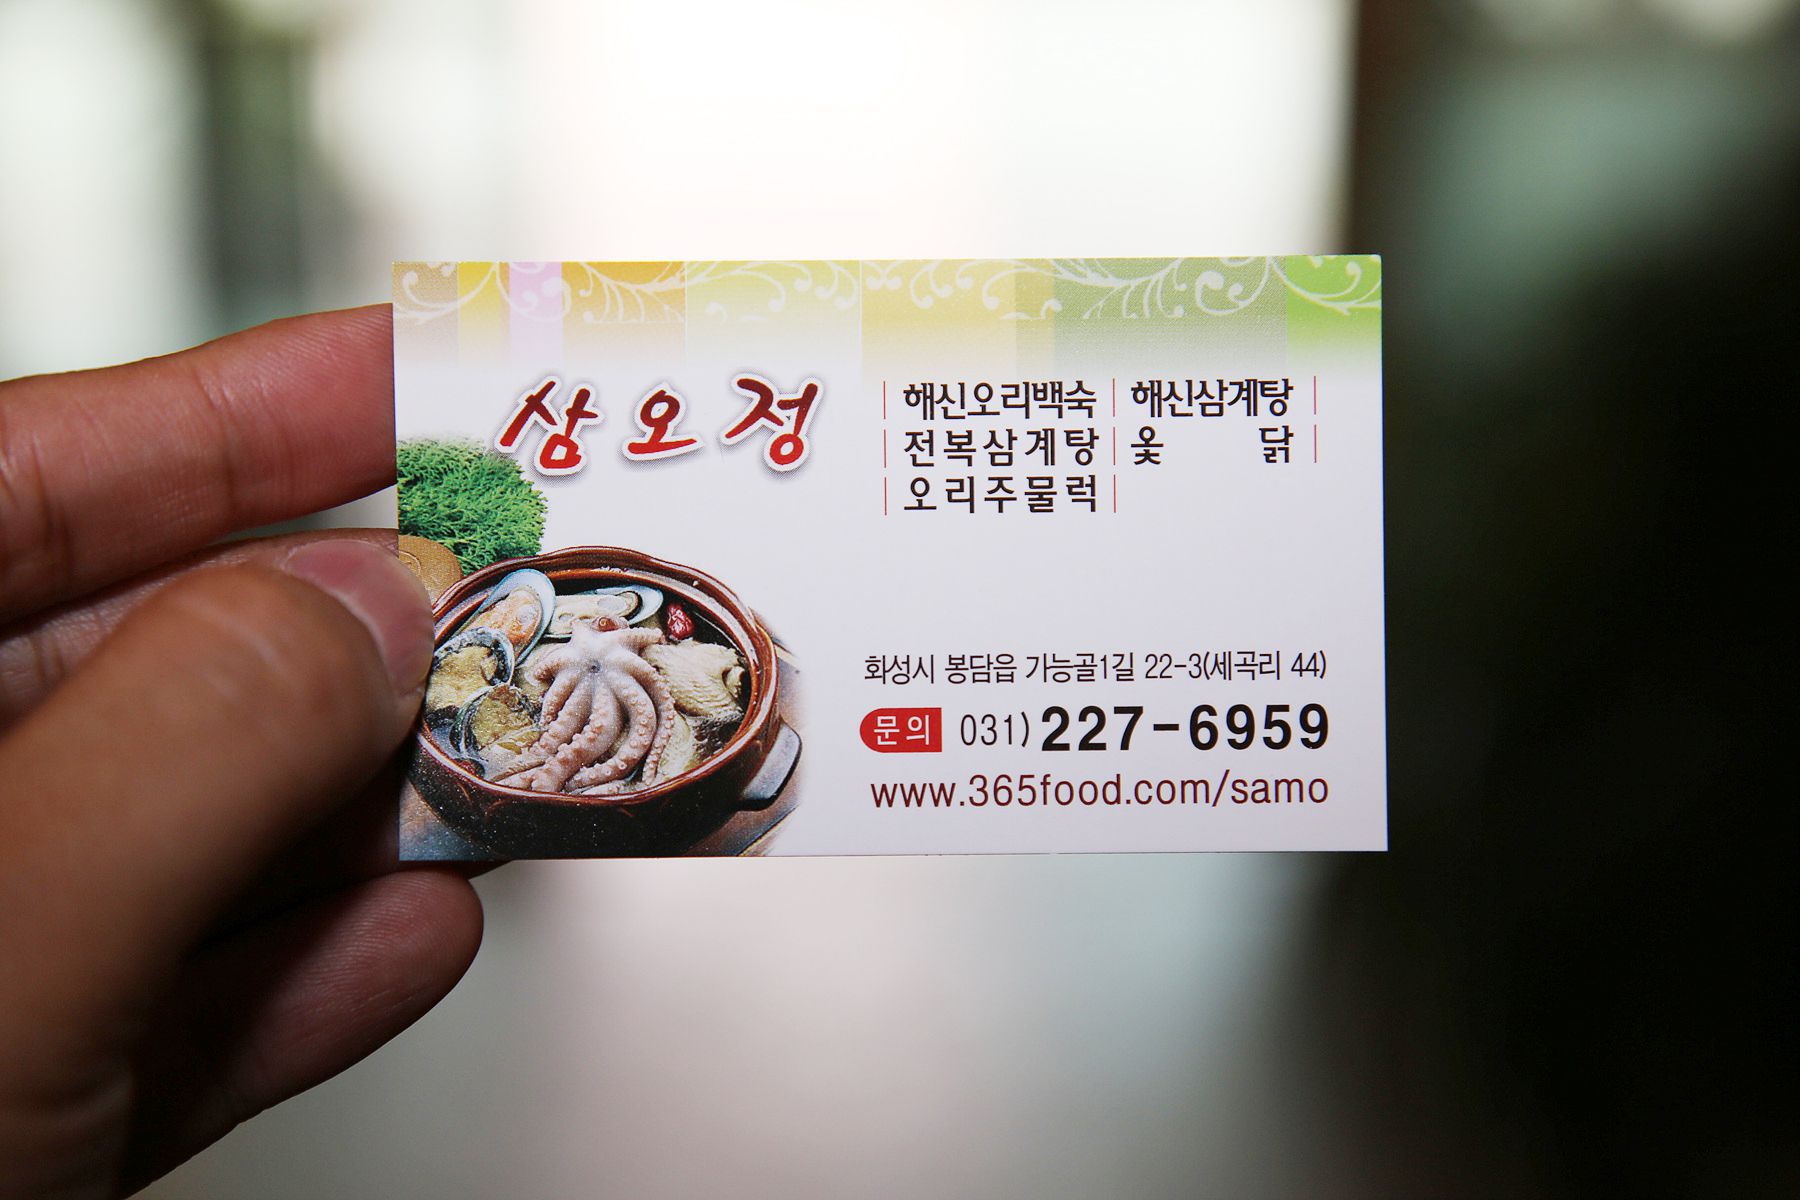 삼오정
해신오리백숙 해신삼계탕
전복삼계탕 옻 닭
오리주물럭
화성시 봉담읍 가능골1길 22-3(세곡리 44)
문의 031)227-6959
www.365food.com/samo